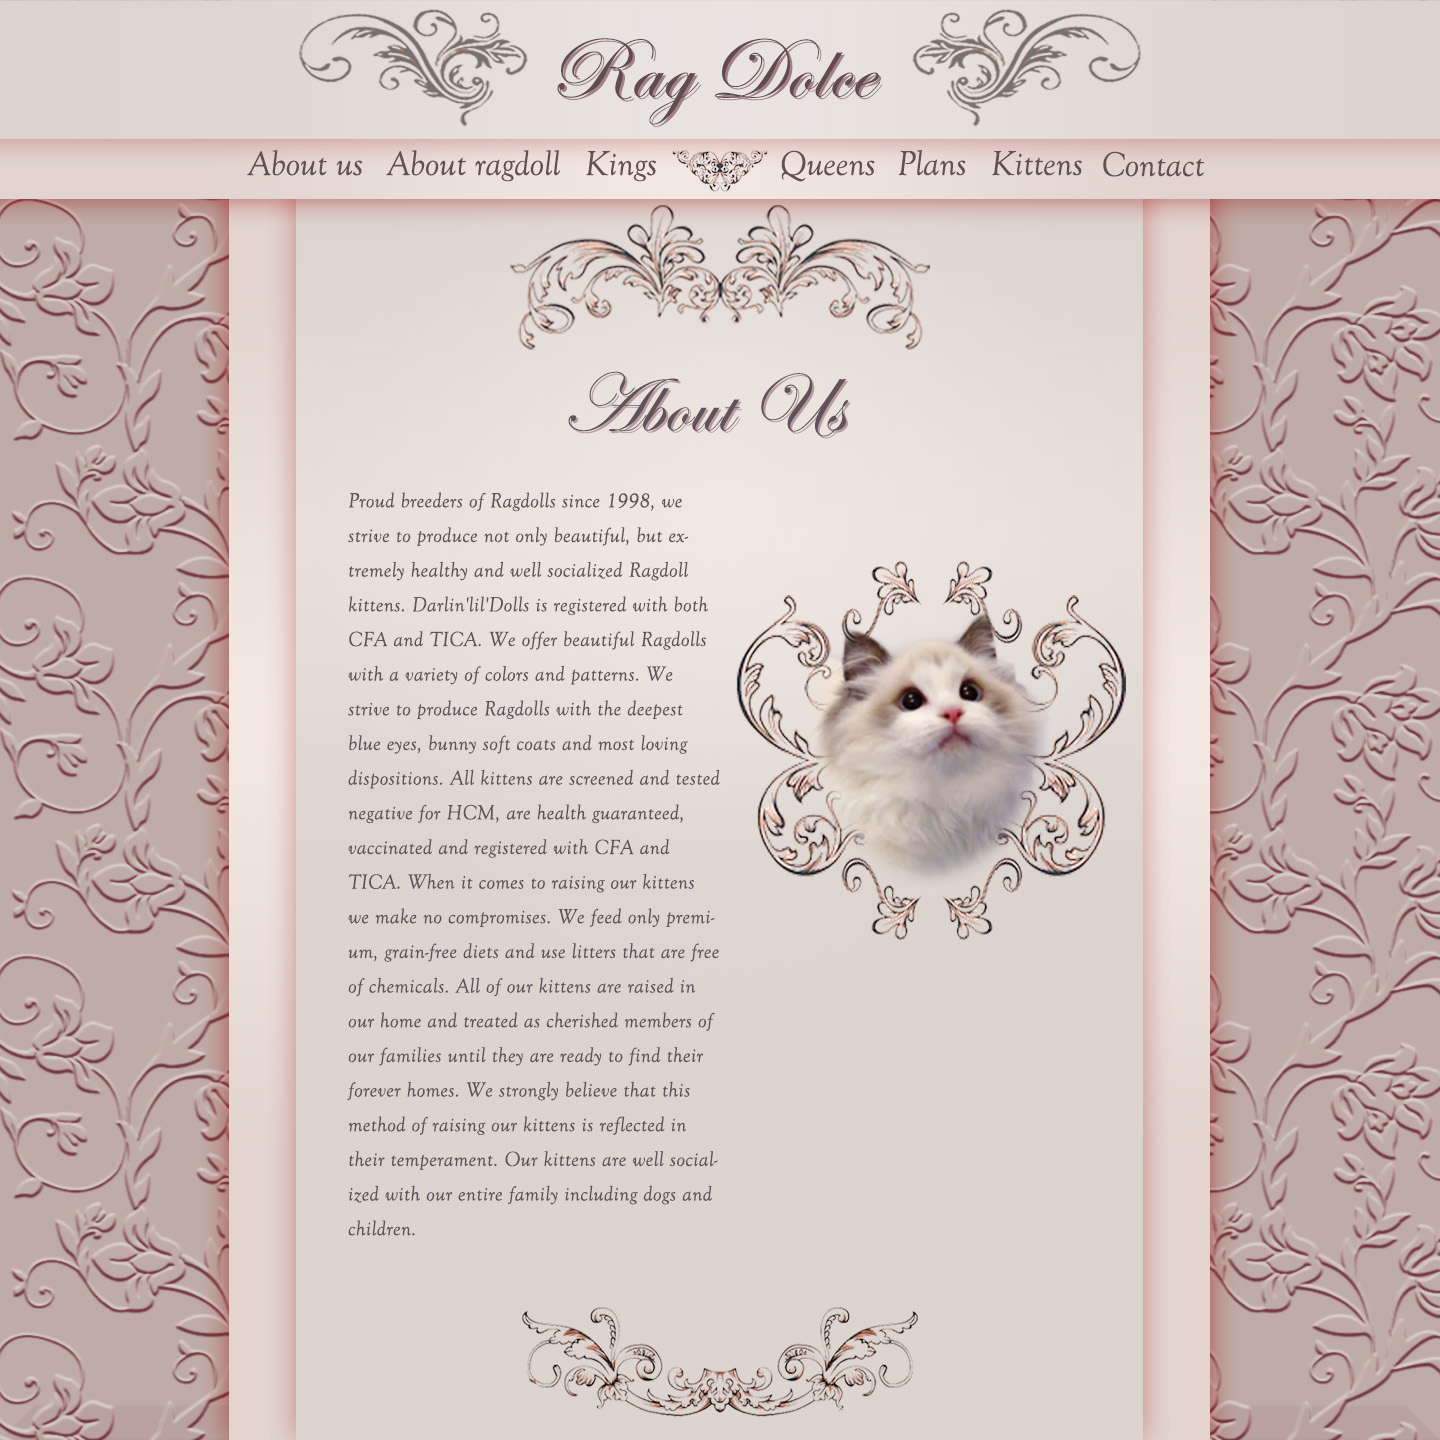 Rag Dolce
About us About ragdoll Kings Queens Plans Kittens Contact
About Us
Proud breeders of Ragdolls since 1998, we
strive to produce not only beautiful, but ex-
tremely healthy and well socialized Ragdoll
kittens. Darlin'lil'Dolls is registered with both
CFA and TICA. We offer beautiful Ragdolls
with a variety of colors and patterns. We
strive to produce Ragdolls with the deepest
blue eyes, bunny soft coats and most loving
dispositions. All kittens are screened and tested
negative for HCM, are health guaranteed,
vaccinated and registered with CFA and
TICA. When it comes to raising our kittens
we make no compromises. We feed only premi-
um, grain-free diets and use litters that are free
of chemicals. All of our kittens are raised in
our home and treated as cherished members of
our families until they are ready to find their
forever homes. We strongly believe that this
method of raising our kittens is reflected in
their temperament. Our kittens are well social-
ized with our entire family including dogs and
children.